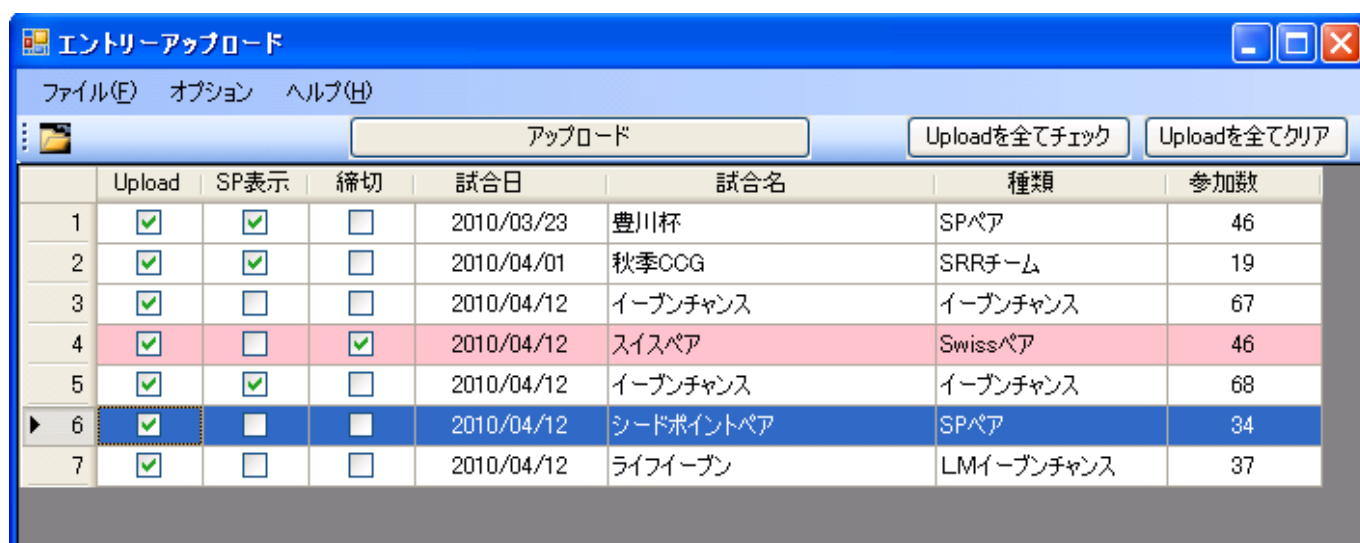 エントリーアップロード
ファイル(F) オプション ヘルプ(H)
アップロード Uploadを全てチェック Uploadを全てクリア
Upload SP表示 締切 試合日 試合名 種類 参加数
1 2010/03/23 豊川杯 SPペア 46
2 2010/04/01 秋季CCG SRRチーム 19
3 2010/04/12 イーブンチャンス イーブンチャンス 67
4 2010/04/12 スイスペア Swissペア 46
5 2010/04/12 イーブンチャンス イーブンチャンス 68
6 2010/04/12 シードポイントペア SPペア 34
7 2010/04/12 ライフイーブン LMイーブンチャンス 37